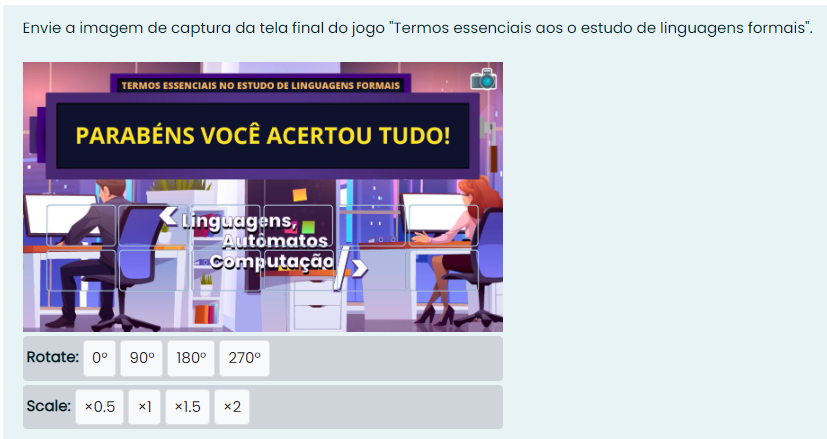 Envie a imagem de captura da tela final do jogo "Termos essenciais aos o estudo de linguagens formais".
TERMOS ESSENCIAIS NO ESTUDO DE LINGUAGENS FORMAIS
PARABÉNS VOCÊ ACERTOU TUDO!
< Linguagens,
Autômatos
Computação />
Rotate: 0° 90° 180° 270°
Scale: ×0.5 ×1 ×1.5 ×2